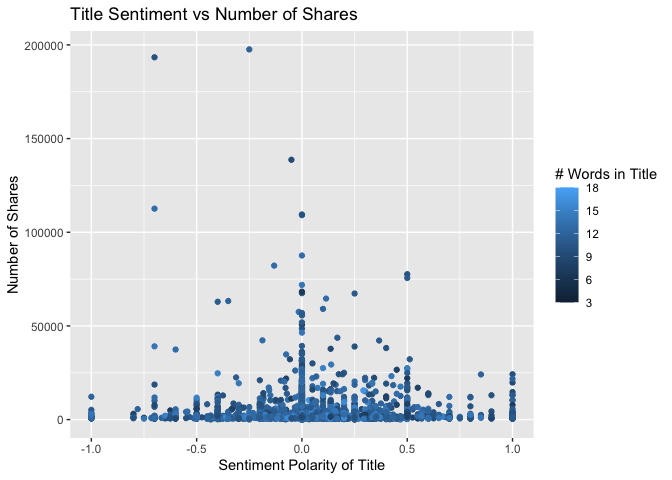 Title Sentiment vs Number of Shares
200000
150000
100000
50000
0
Number of Shares
-1.0 -0.5 0.0 0.5 1.0
Sentiment Polarity of Title
# Words in Title
18
15
12
9
6
3